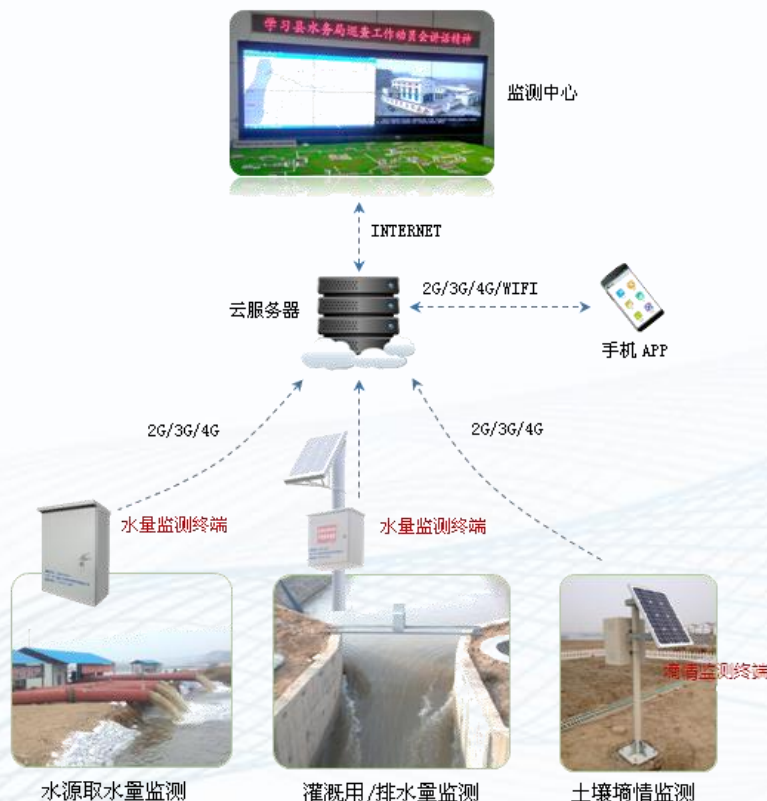 学习县水务局巡查工作动员会讲话精神
监测中心
INTERNET
云服务器
2G/3G/4G/WIFI
手机 APP
2G/3G/4G
2G/3G/4G
水量监测终端
水量监测终端
墒情监测终端
水源取水量监测
灌溉用/排水量监测
土壤墒情监测